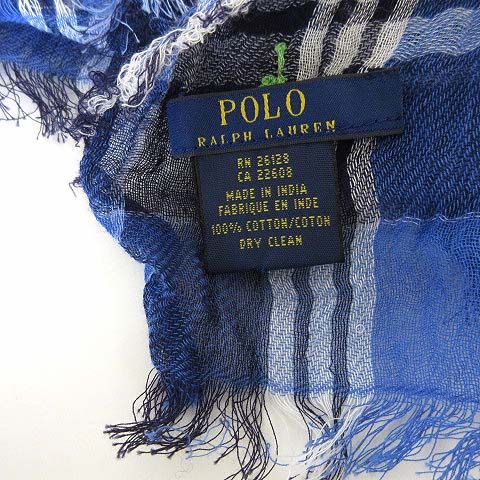 POLO
RALPH LAUREN
RN 26128
CA 22608
MADE IN INDIA
FABRIQUE EN INDE
100% COTTON/COTON
DRY CLEAN